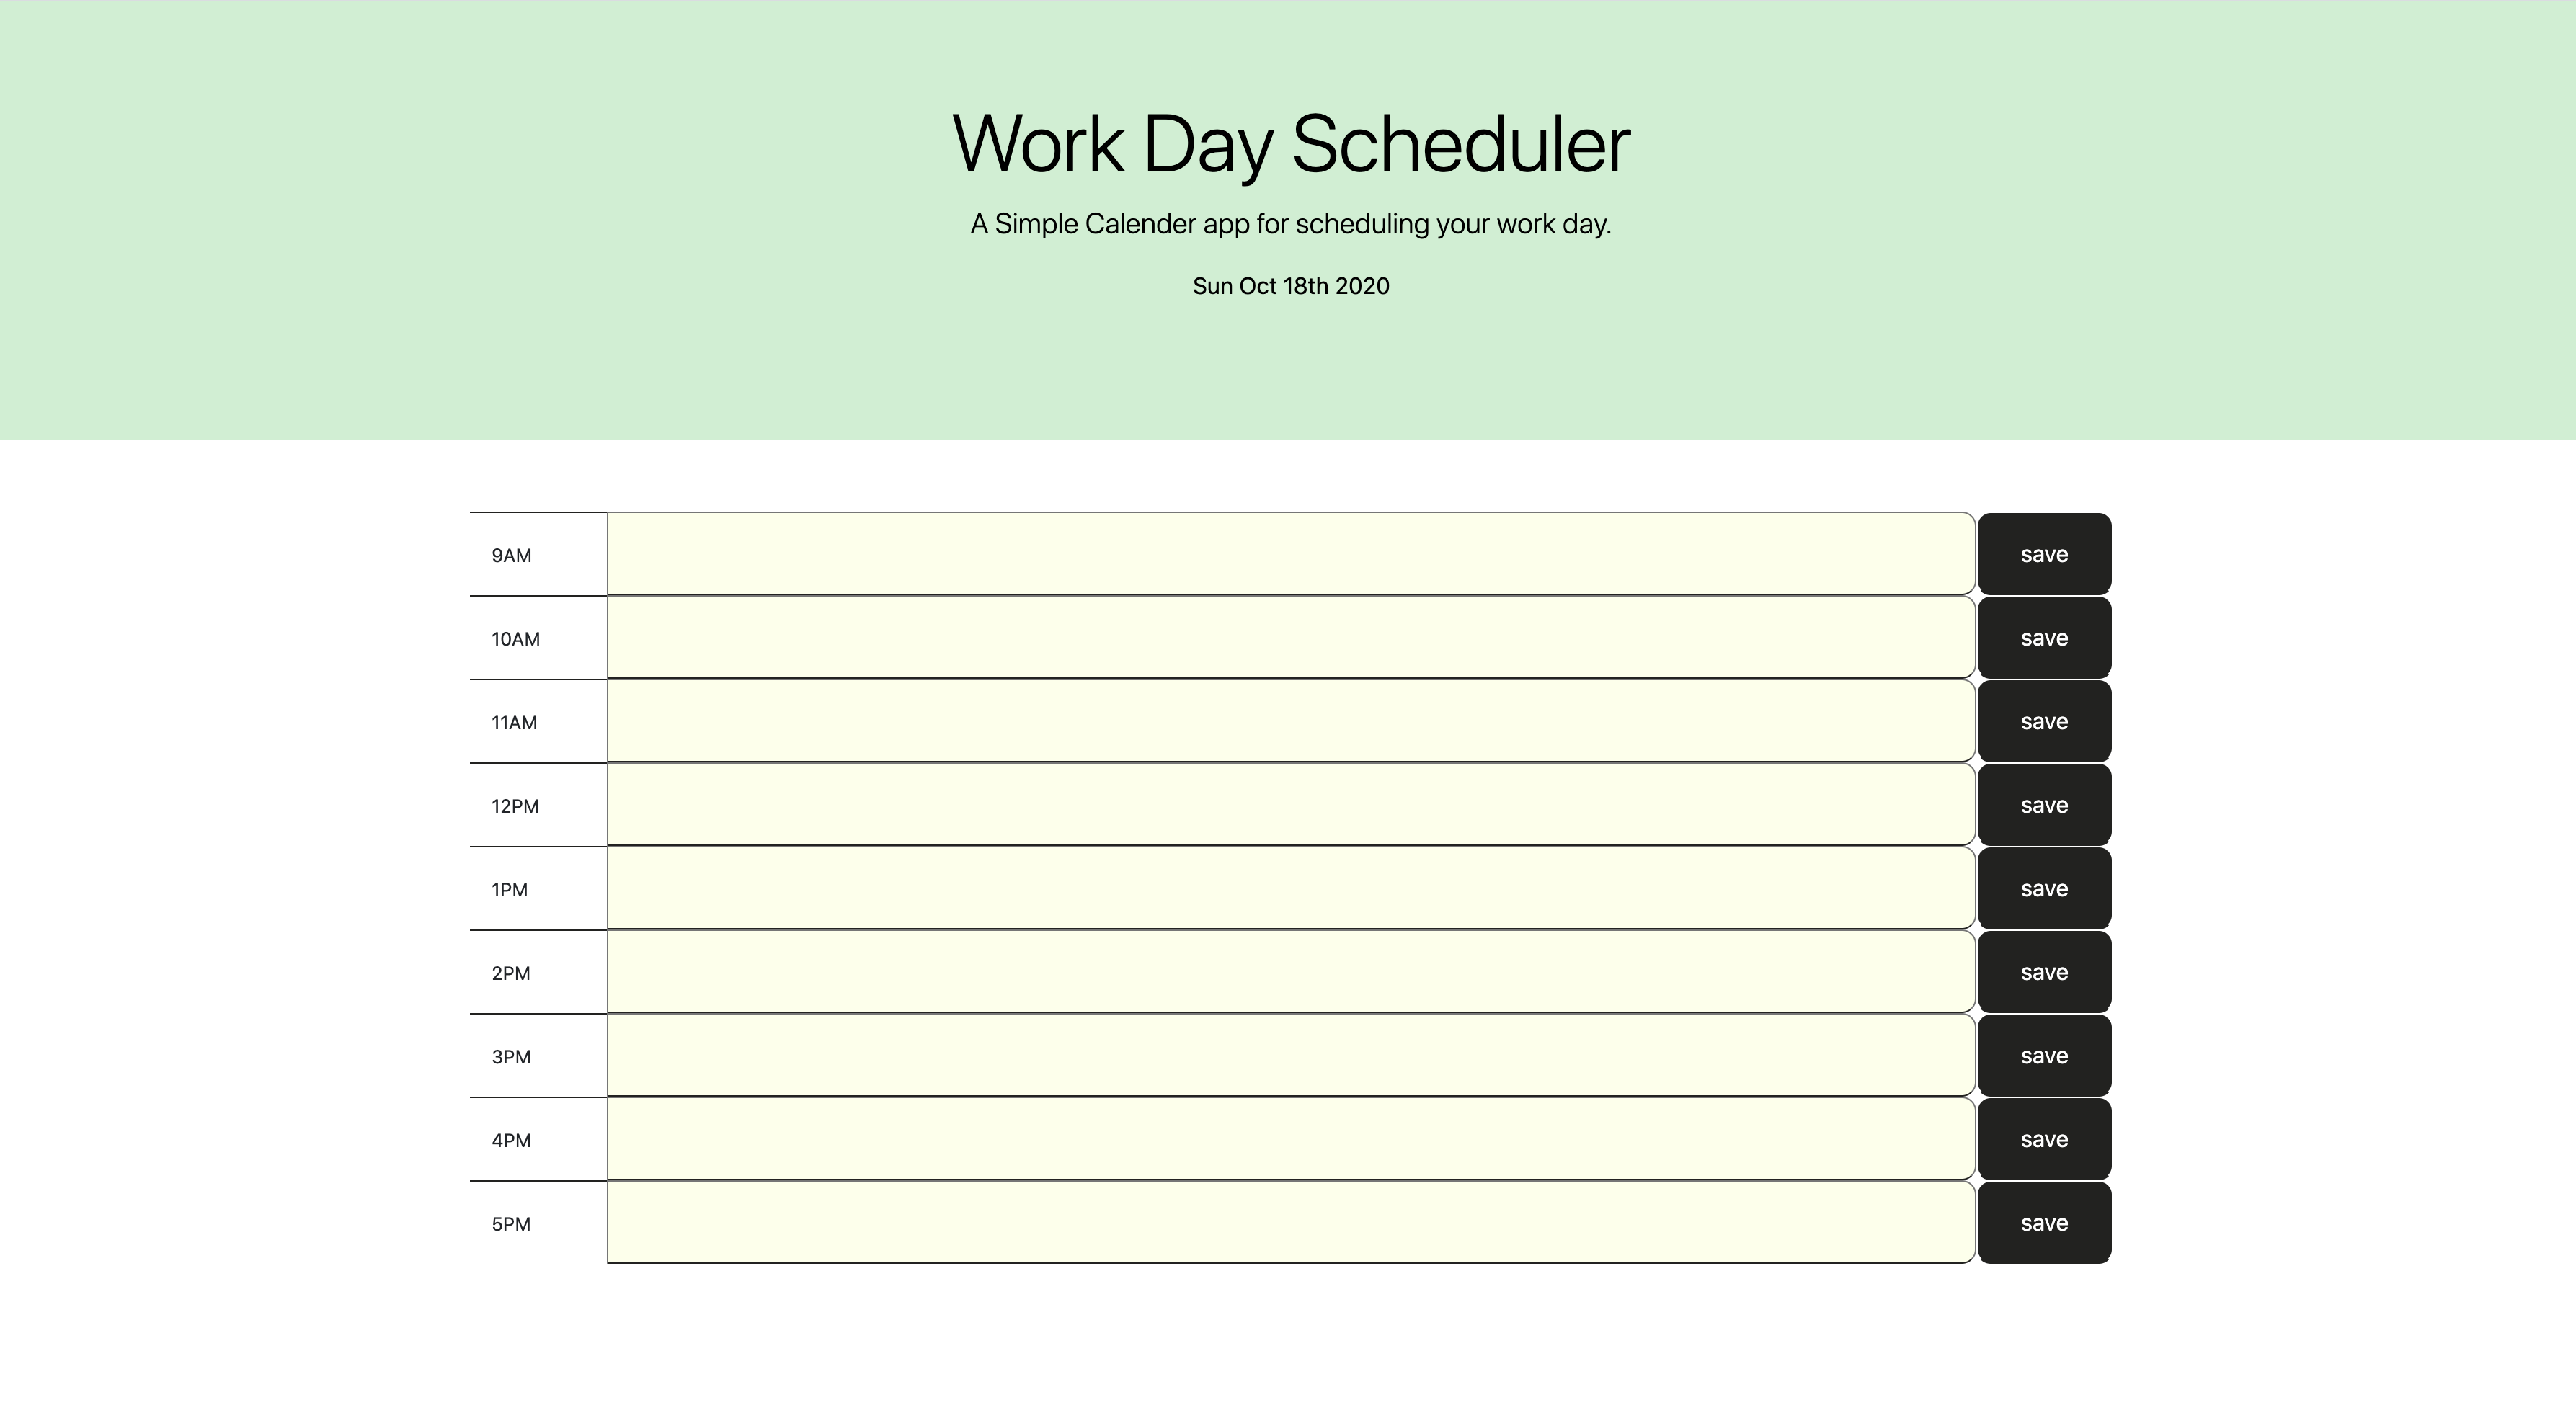 Work Day Scheduler
A Simple Calender app for scheduling your work day.
Sun Oct 18th 2020
9AM save
10AM save
11AM save
12PM save
1PM save
2PM save
3PM save
4PM save
5PM save